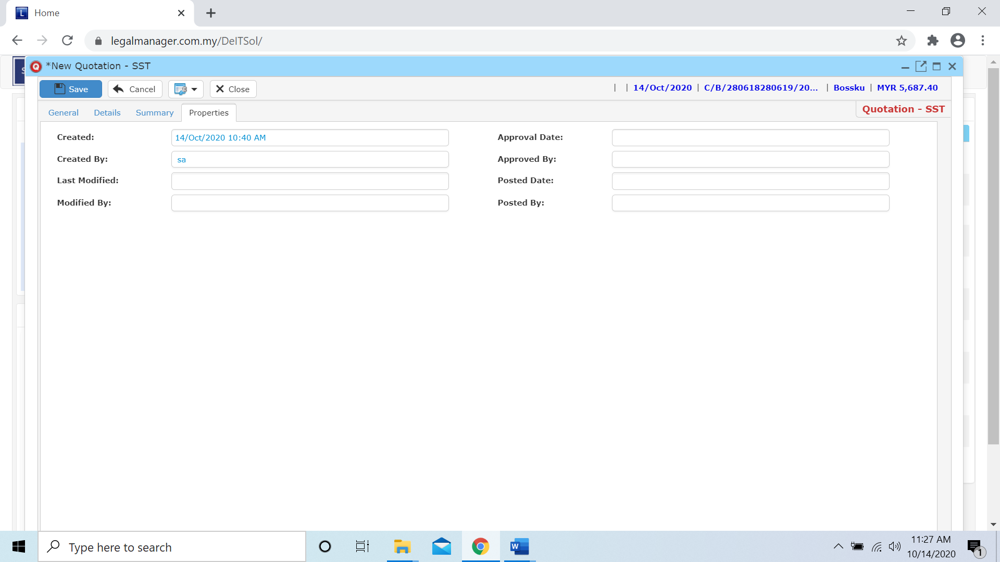 Home
legalmanager.com.my/DeITSol/
*New Quotation - SST
Save Cancel Close | | 14/Oct/2020 | C/B/280618280619/20... | Bossku | MYR 5,687.40
General Details Summary Properties Quotation - SST
Created: 14/Oct/2020 10:40 AM Approval Date:
Created By: sa Approved By:
Last Modified: Posted Date:
Modified By: Posted By:
Type here to search
11:27 AM
10/14/2020
1